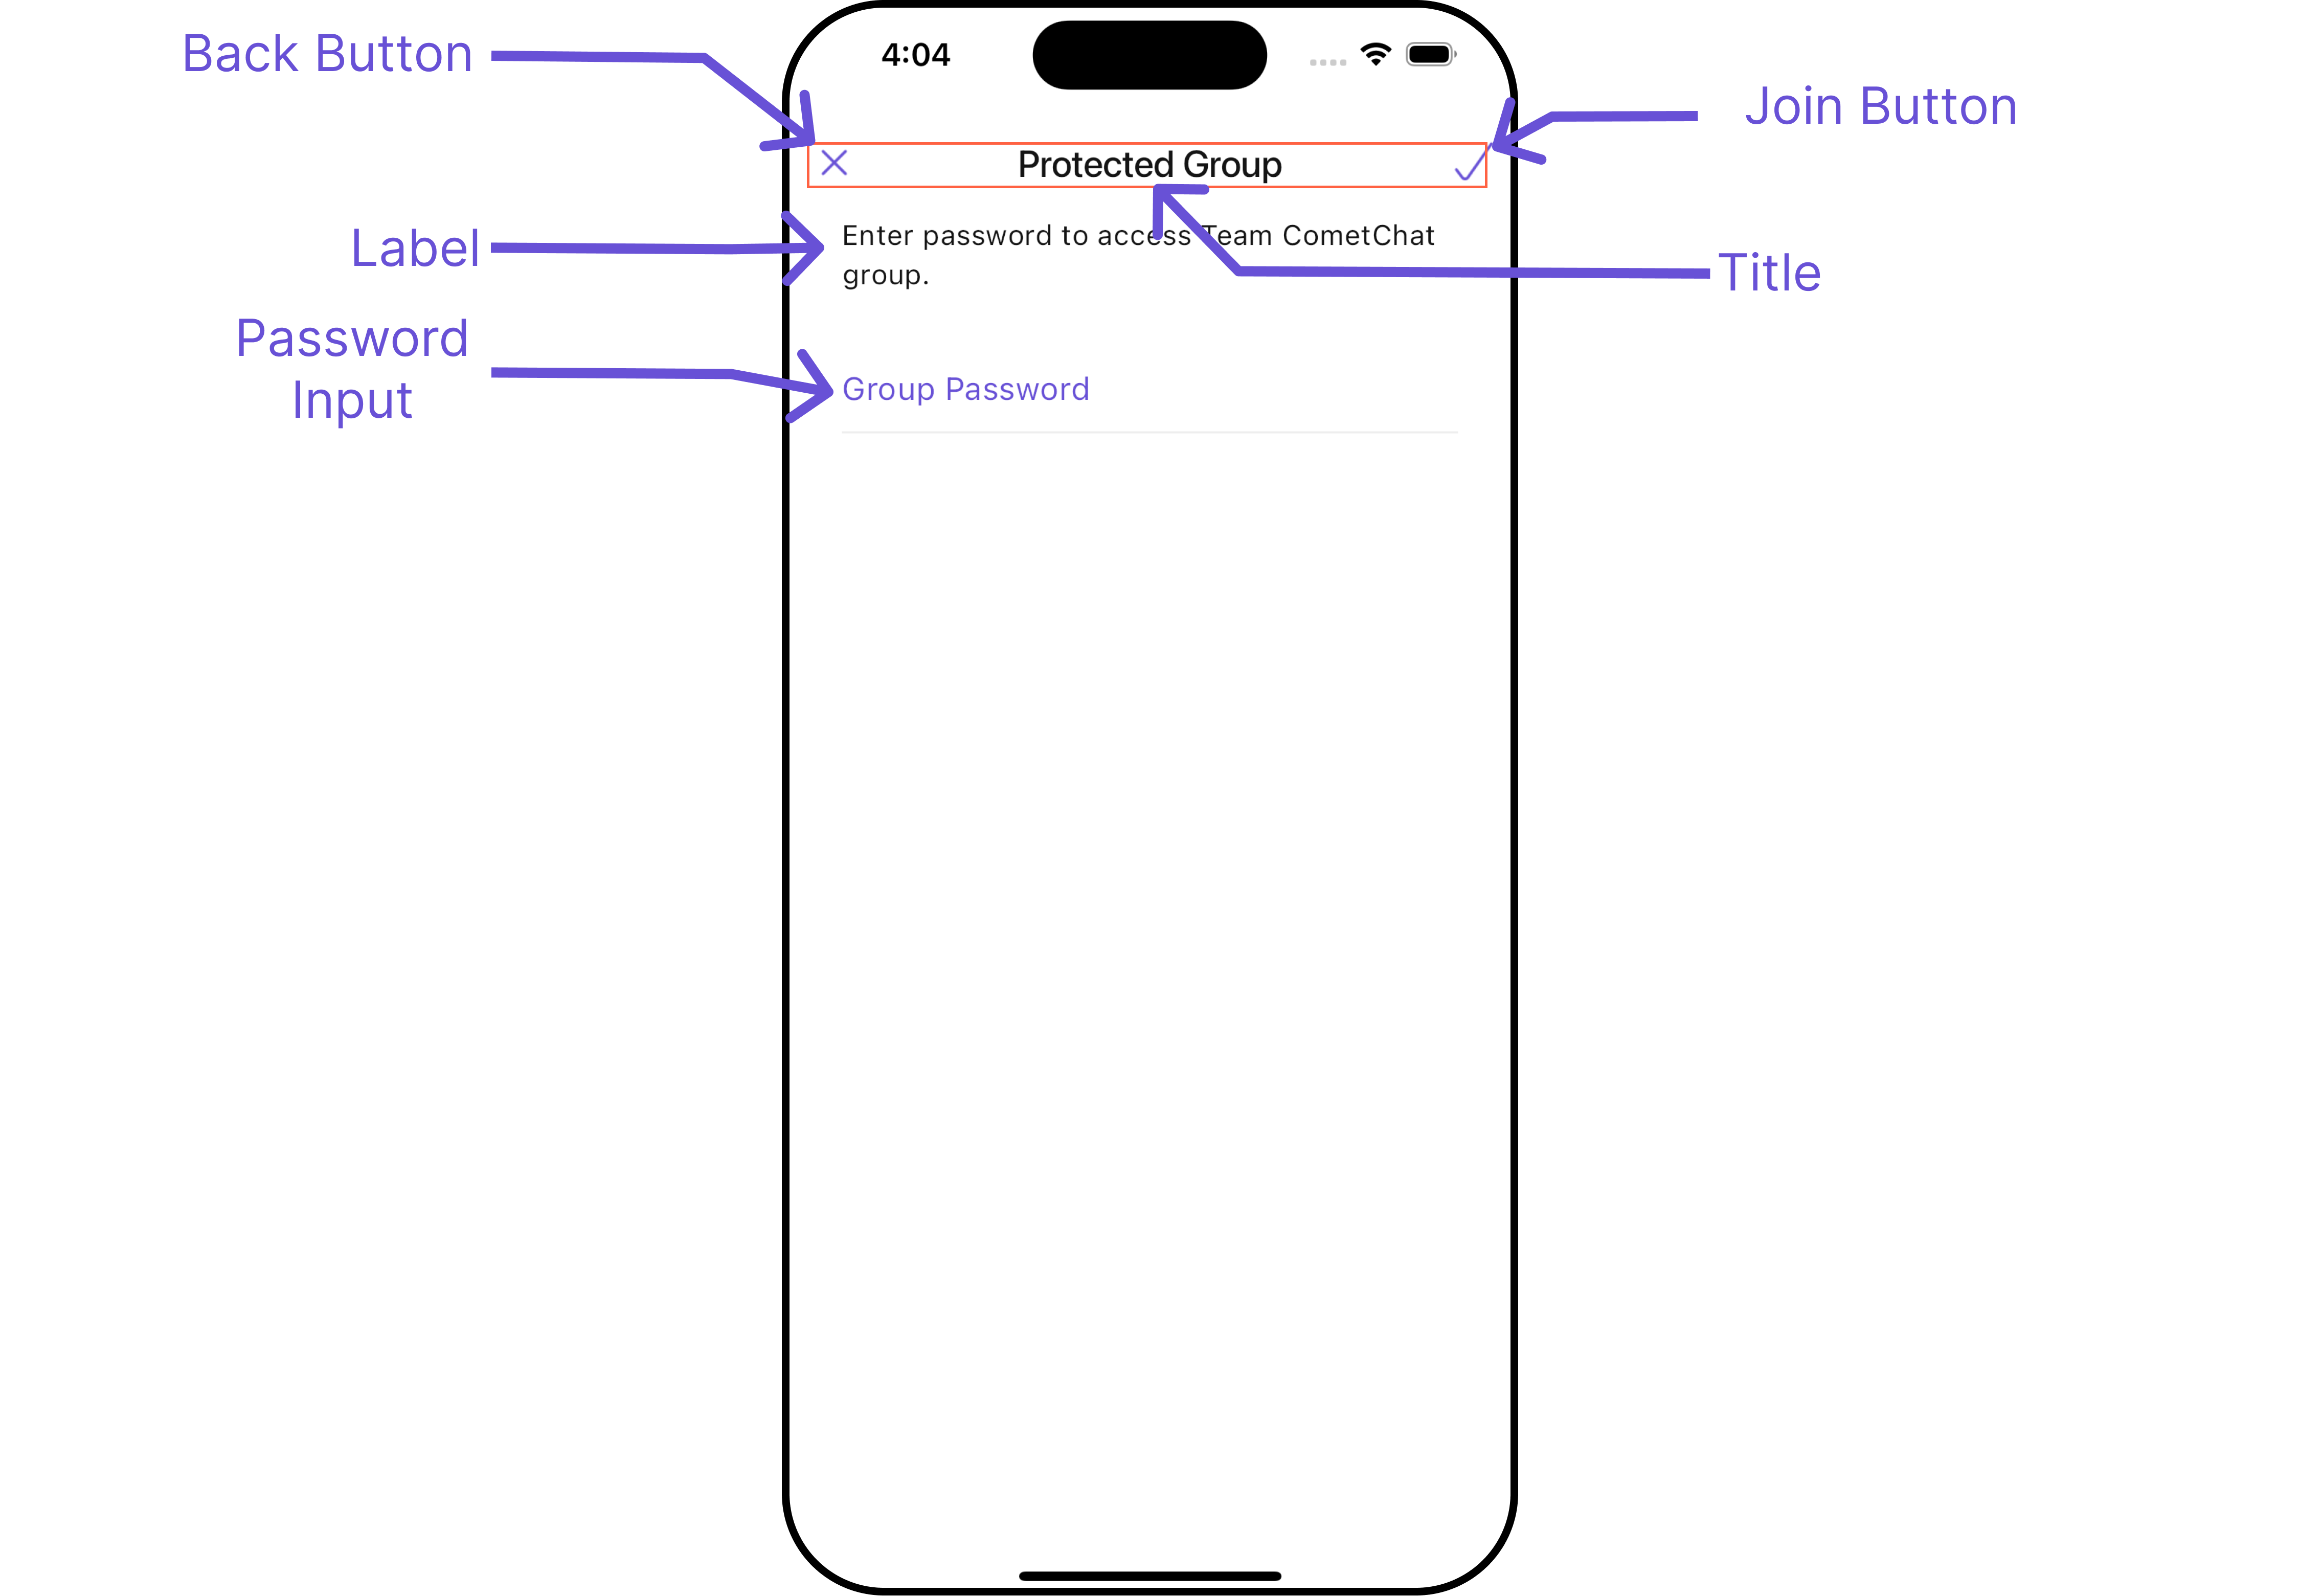 Back Button
4:04
Join Button
Protected Group
Label
Enter password to access Team CometChat
group.
Title
Password
Input
Group Password